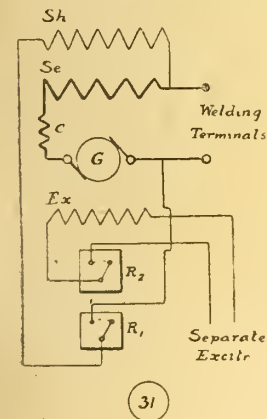 Sh
Se
Welding
Terminals
C
G
Ex
R2
R1
Separate
Excitr
31